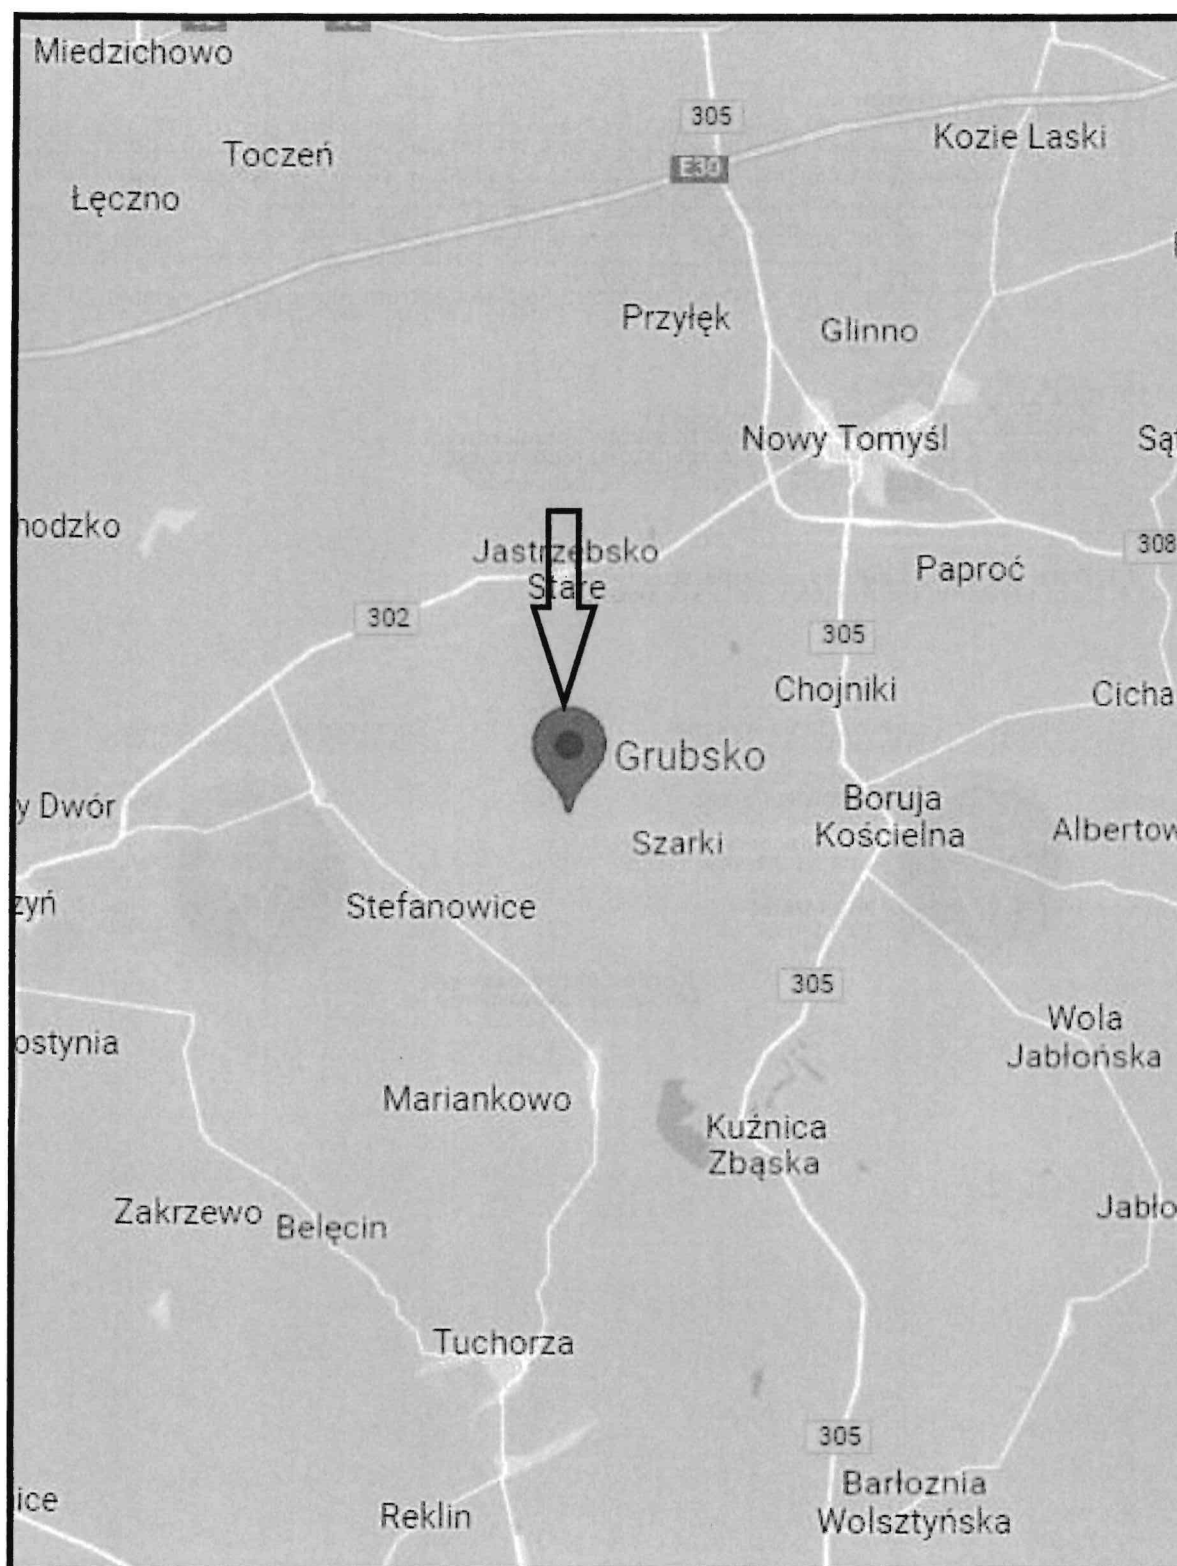 Miedzichowo
305
Kozie Laski
Toczeń
E30
Łęczno
Przyłęk
Glinno
Nowy Tomyśl
Sąt
hodzko
Jastrzębsko
Stare
308
Paproć
302
305
Chojniki
Cicha
Grubsko
y Dwór
Boruja
Kościelna
Szarki
Albertow
zyń
Stefanowice
305
Wola
Jabłońska
ostynia
Mariankowo
Kuźnica
Zbąska
Zakrzewo
Belęcin
Jabło
Tuchorza
305
Barłoznia
Wolsztyńska
ice
Reklin